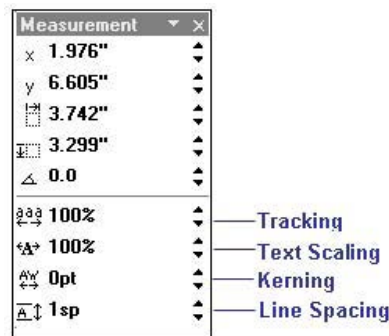 Measurement
x 1.976"
y 6.605"
3.742"
3.299"
0.0
100% Tracking
100% Text Scaling
0pt Kerning
1sp Line Spacing